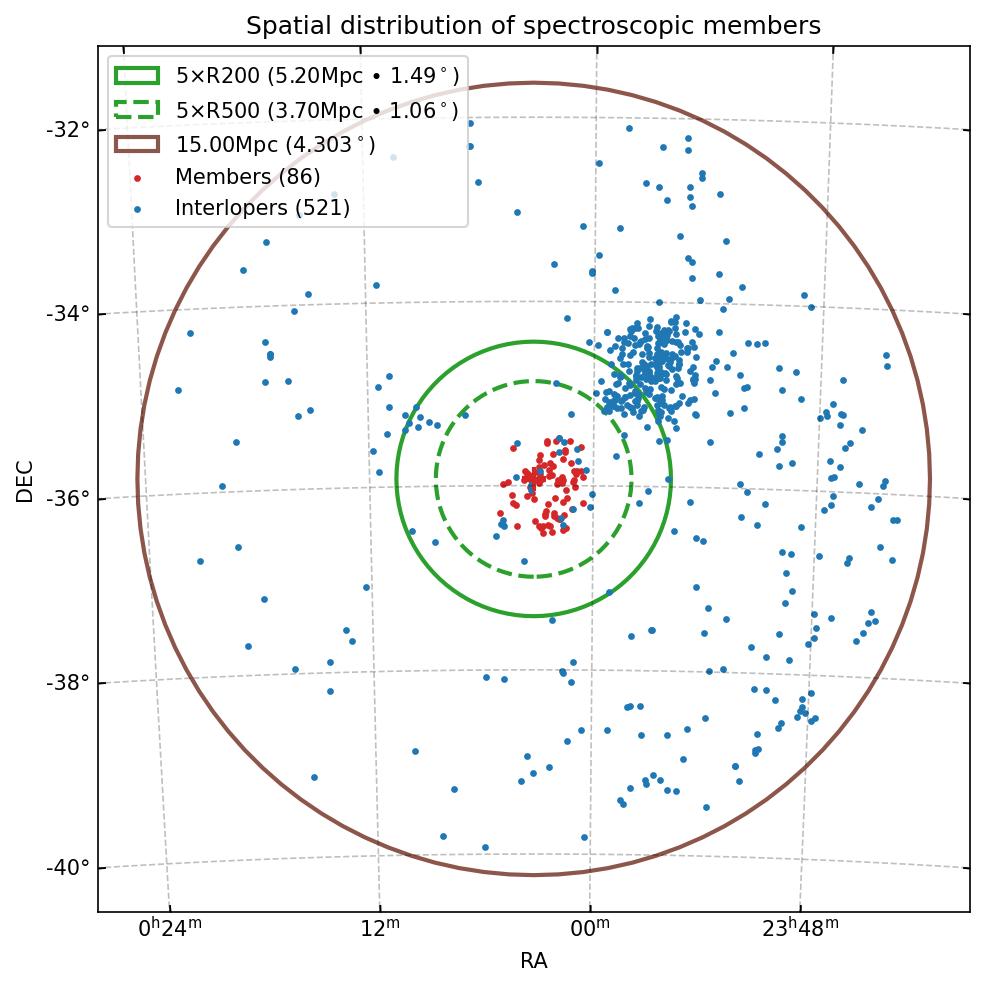 Spatial distribution of spectroscopic members
5×R200 (5.20Mpc • 1.49°)
5×R500 (3.70Mpc • 1.06°)
15.00Mpc (4.303°)
Members (86)
Interlopers (521)
-32°
-34°
-36°
-38°
-40°
DEC
0ʰ24ᵐ 12ᵐ 00ᵐ 23ʰ48ᵐ
RA